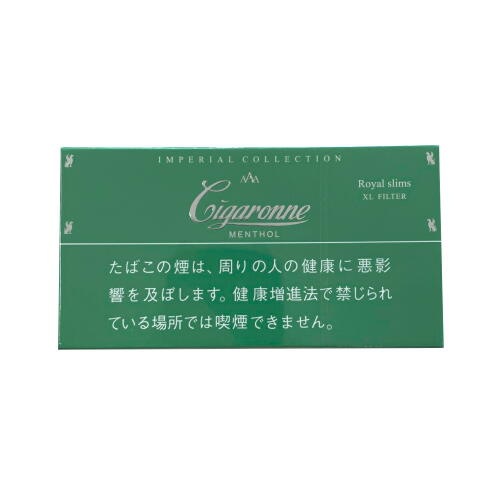 IMPERIAL COLLECTION
AAA
Cigaronne
MENTHOL
Royal slims
XL FILTER
たばこの煙は、周りの人の健康に悪影
響を及ぼします。健康増進法で禁じられ
ている場所では喫煙できません。